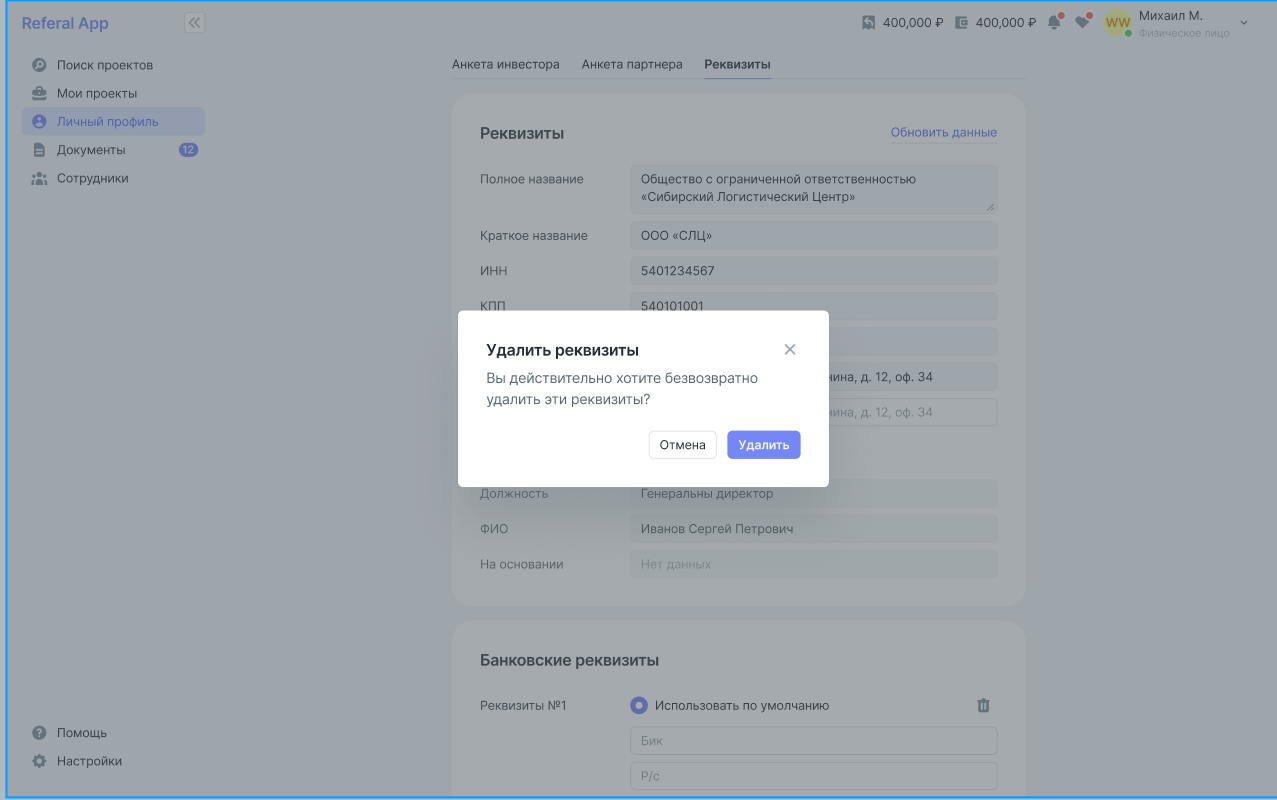 Referal App
400,000 ₽
400,000 ₽
WW
Михаил М.
Физическое лицо
Поиск проектов
Мои проекты
Личный профиль
Документы
12
Сотрудники
Помощь
Настройки
Анкета инвестора
Анкета партнера
Реквизиты
Реквизиты
Обновить данные
Полное название
Общество с ограниченной ответственностью
«Сибирский Логистический Центр»
Краткое название
ООО «СЛЦ»
ИНН
5401234567
КПП
540101001
д. 12, оф. 34
д. 12, оф. 34
Удалить реквизиты
Вы действительно хотите безвозвратно
удалить эти реквизиты?
Отмена
Удалить
Должность
Генеральны директор
ФИО
Иванов Сергей Петрович
На основании
Нет данных
Банковские реквизиты
Реквизиты №1
Использовать по умолчанию
Бик
Р/с